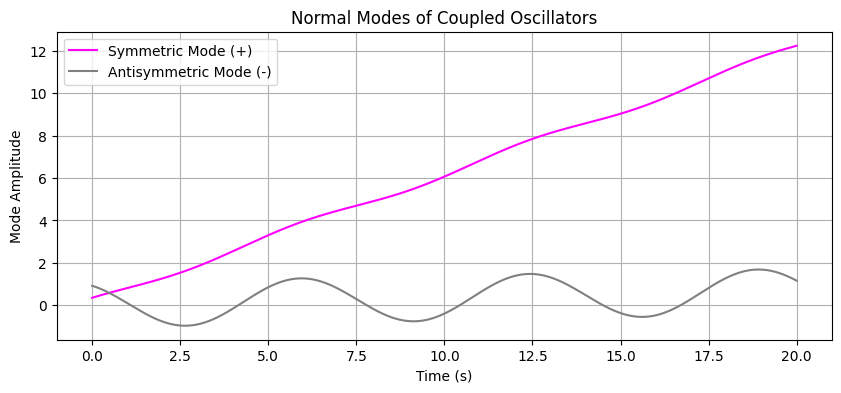 Normal Modes of Coupled Oscillators
Symmetric Mode (+)
Antisymmetric Mode (-)
Mode Amplitude
12
10
8
6
4
2
0
0.0 2.5 5.0 7.5 10.0 12.5 15.0 17.5 20.0
Time (s)